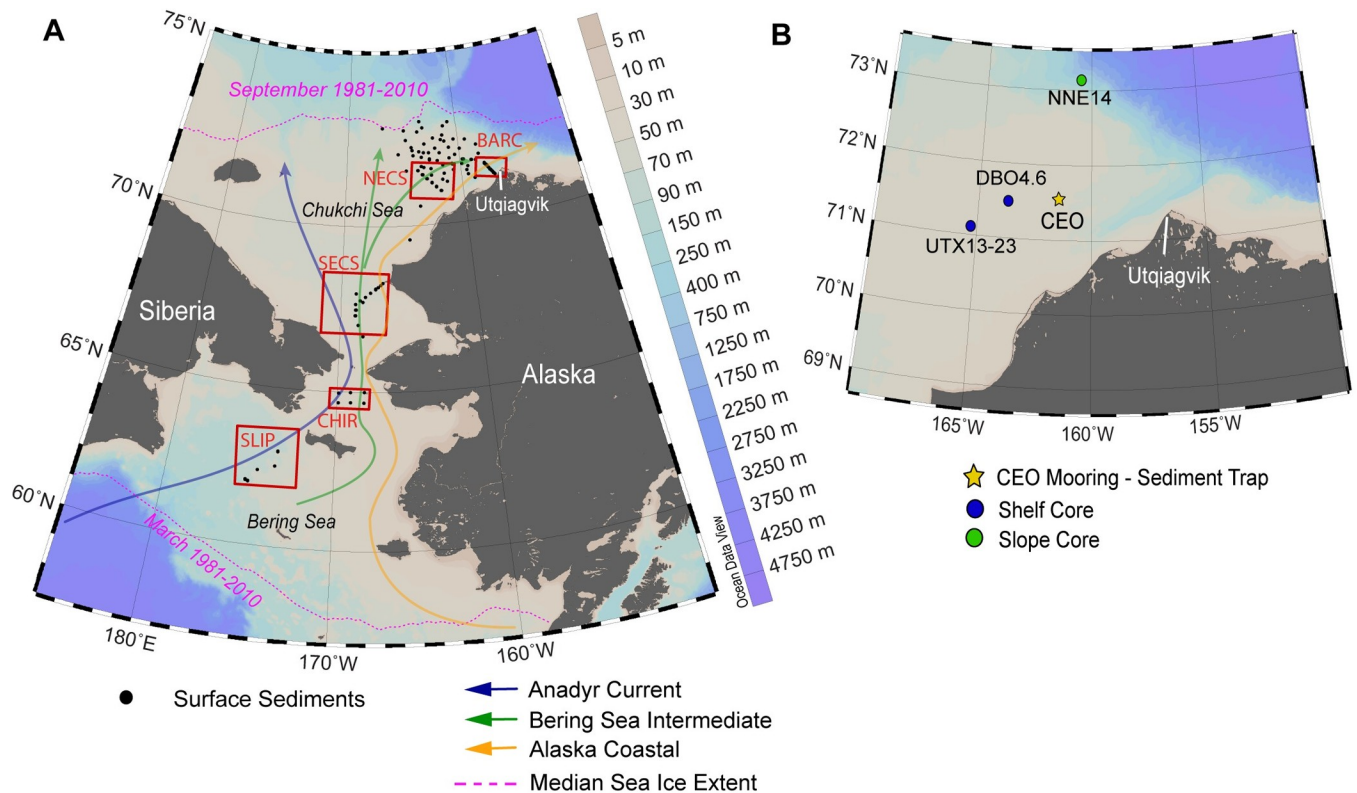 A
75˚N
70˚N
65˚N
60˚N
180˚E
170˚W
160˚W
September 1981-2010
BARC
NECS
Chukchi Sea
Utqiagvik
SECS
Siberia
Alaska
CHIR
SLIP
Bering Sea
March 1981-2010
5 m
10 m
30 m
50 m
70 m
90 m
150 m
250 m
400 m
750 m
1250 m
1750 m
2250 m
2750 m
3250 m
3750 m
4250 m
4750 m
Ocean Data View
Surface Sediments
Anadyr Current
Bering Sea Intermediate
Alaska Coastal
Median Sea Ice Extent
B
73˚N
72˚N
71˚N
70˚N
69˚N
165˚W
160˚W
155˚W
NNE14
DBO4.6
CEO
UTX13-23
Utqiagvik
CEO Mooring - Sediment Trap
Shelf Core
Slope Core